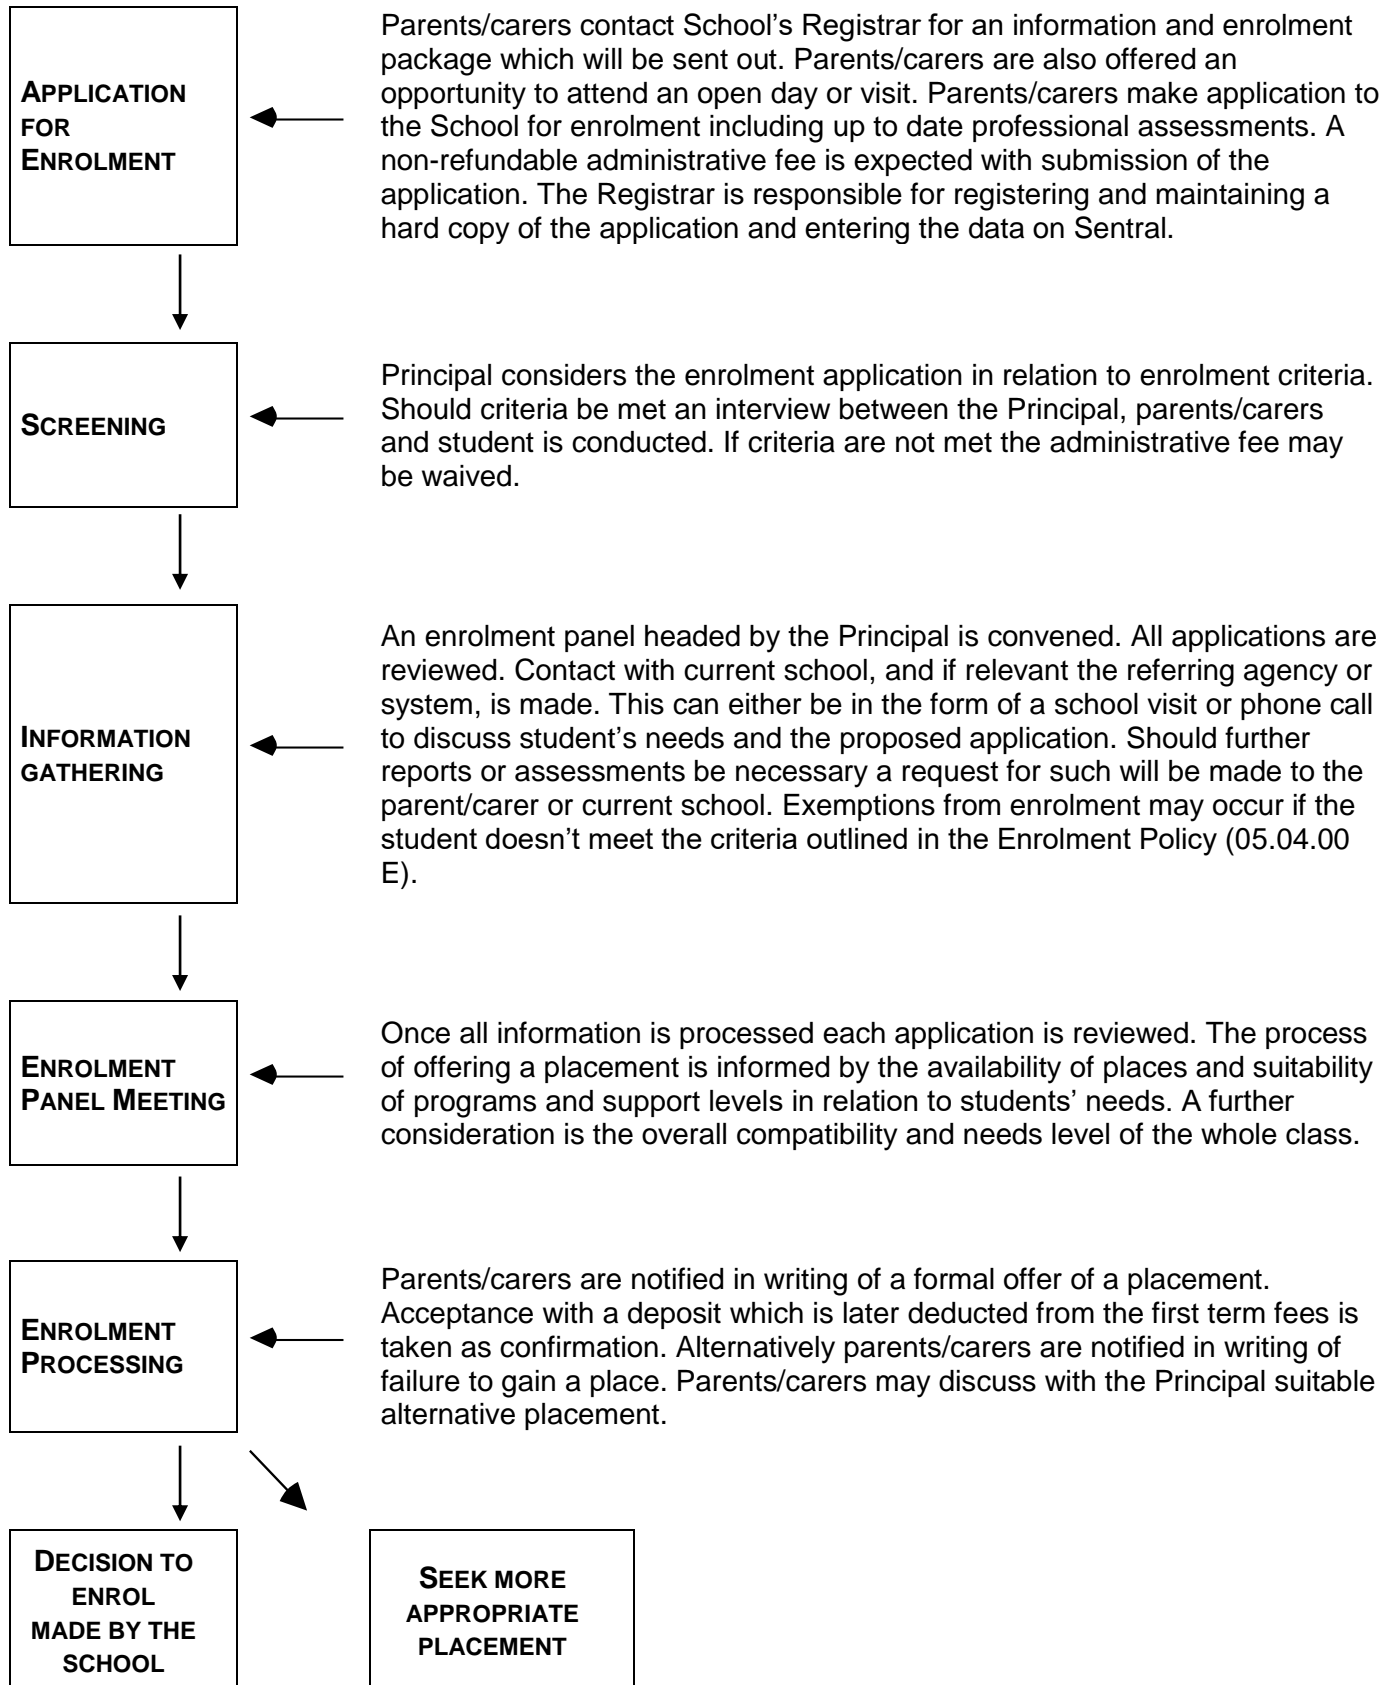 APPLICATION
FOR
ENROLMENT
Parents/carers contact School’s Registrar for an information and enrolment
package which will be sent out. Parents/carers are also offered an
opportunity to attend an open day or visit. Parents/carers make application to
the School for enrolment including up to date professional assessments. A
non-refundable administrative fee is expected with submission of the
application. The Registrar is responsible for registering and maintaining a
hard copy of the application and entering the data on Sentral.
SCREENING
Principal considers the enrolment application in relation to enrolment criteria.
Should criteria be met an interview between the Principal, parents/carers
and student is conducted. If criteria are not met the administrative fee may
be waived.
INFORMATION
GATHERING
An enrolment panel headed by the Principal is convened. All applications are
reviewed. Contact with current school, and if relevant the referring agency or
system, is made. This can either be in the form of a school visit or phone call
to discuss student’s needs and the proposed application. Should further
reports or assessments be necessary a request for such will be made to the
parent/carer or current school. Exemptions from enrolment may occur if the
student doesn’t meet the criteria outlined in the Enrolment Policy (05.04.00
E).
ENROLMENT
PANEL MEETING
Once all information is processed each application is reviewed. The process
of offering a placement is informed by the availability of places and suitability
of programs and support levels in relation to students’ needs. A further
consideration is the overall compatibility and needs level of the whole class.
ENROLMENT
PROCESSING
Parents/carers are notified in writing of a formal offer of a placement.
Acceptance with a deposit which is later deducted from the first term fees is
taken as confirmation. Alternatively parents/carers are notified in writing of
failure to gain a place. Parents/carers may discuss with the Principal suitable
alternative placement.
DECISION TO
ENROL
MADE BY THE
SCHOOL
SEEK MORE
APPROPRIATE
PLACEMENT